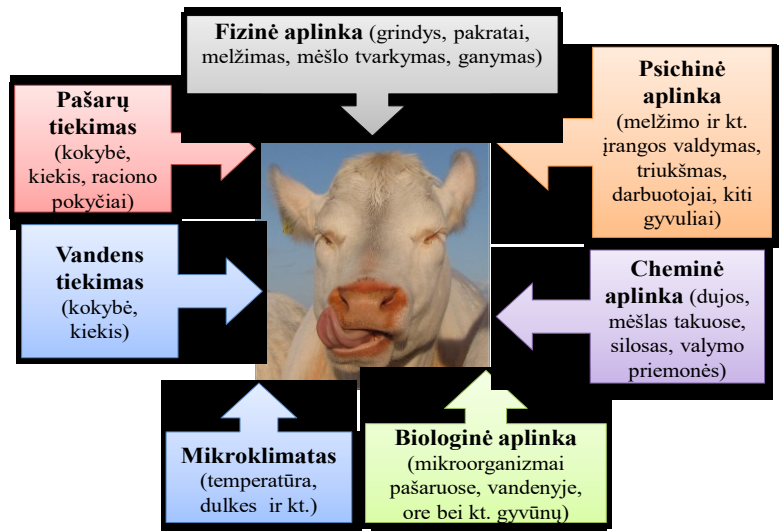 Fizinė aplinka (grindys, pakratai,
melžimas, mėšlo tvarkymas, ganymas)
Pašarų
tiekimas
(kokybė,
kiekis, raciono
pokyčiai)
Psichinė
aplinka
(melžimo ir kt.
įrangos valdymas,
triukšmas,
darbuotojai, kiti
gyvuliai)
Vandens
tiekimas
(kokybė,
kiekis)
Cheminė
aplinka (dujos,
mėšlas takuose,
silosas, valymo
priemonės)
Mikroklimatas
(temperatūra,
dulkes ir kt.)
Biologinė aplinka
(mikroorganizmai
pašaruose, vandenyje,
ore bei kt. gyvūnų)